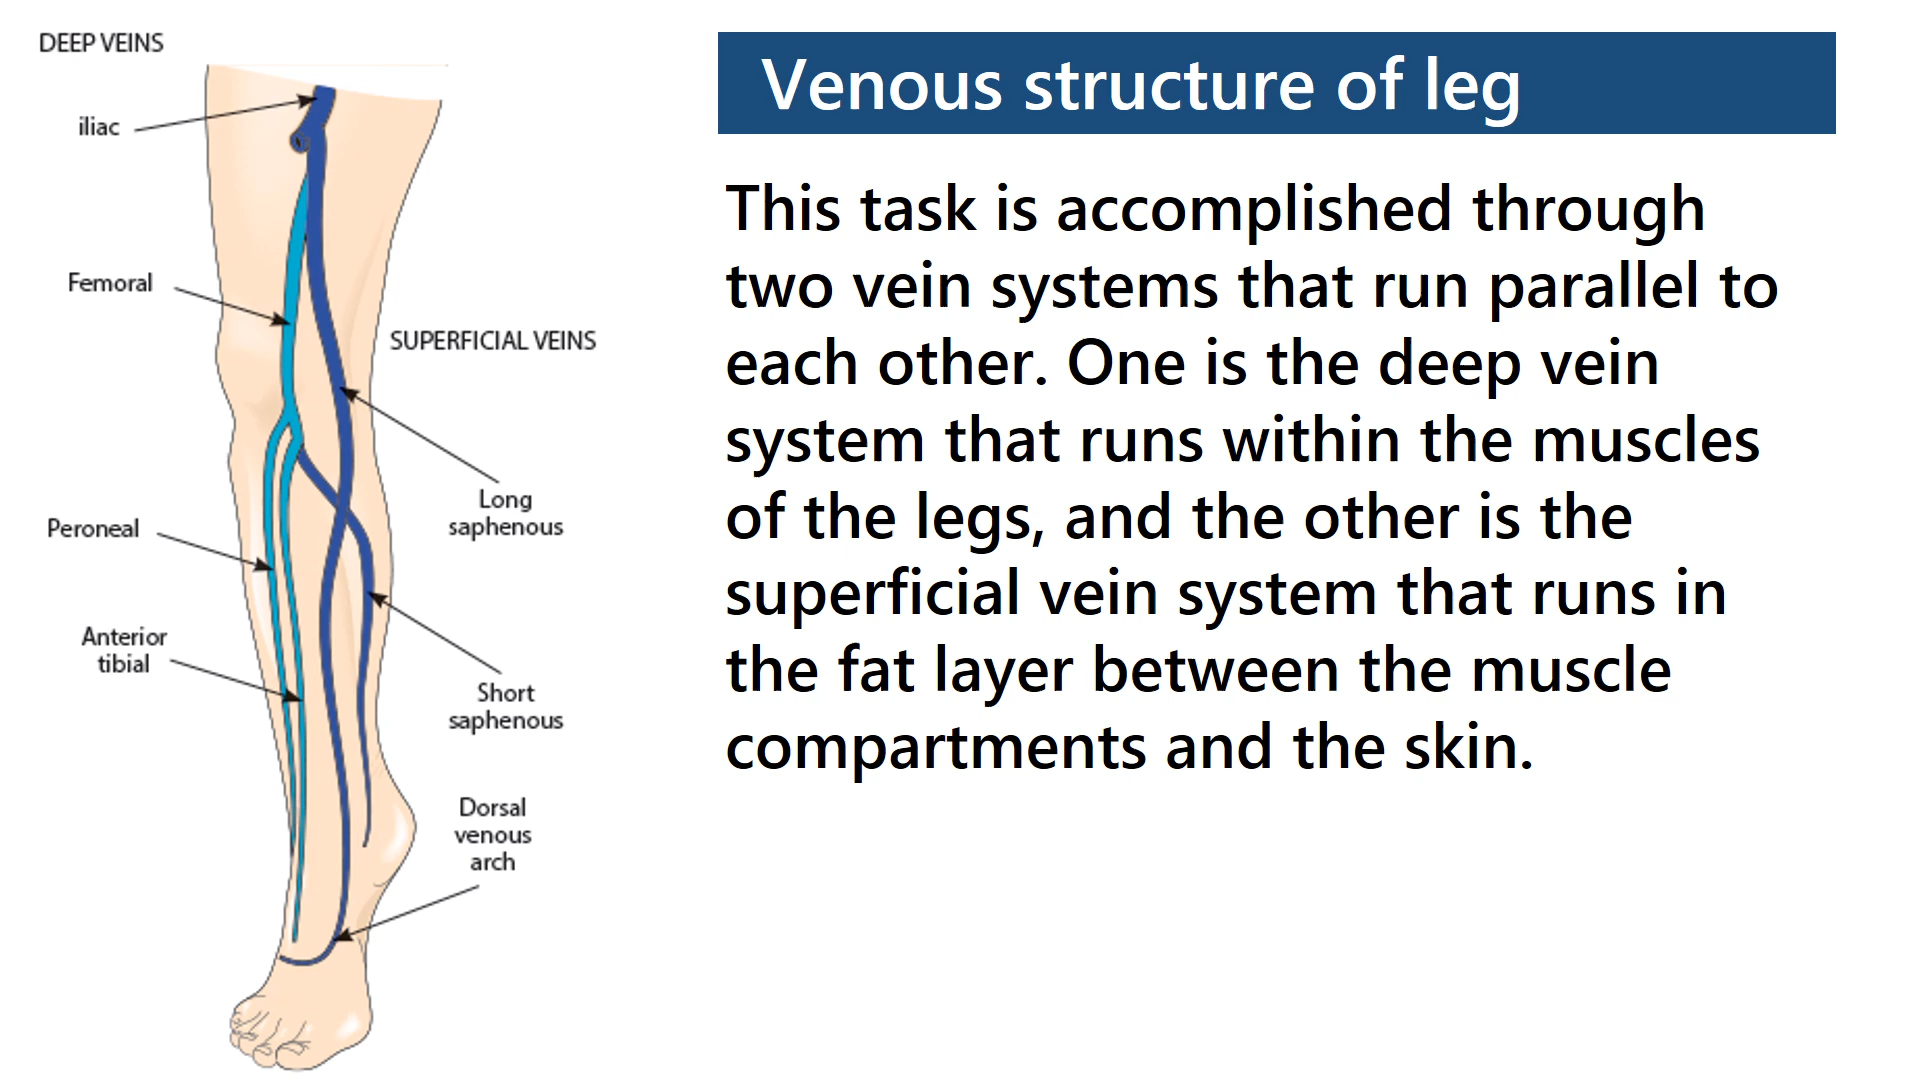 DEEP VEINS
iliac
Femoral
SUPERFICIAL VEINS
Long
saphenous
Peroneal
Anterior
tibial
Short
saphenous
Dorsal
venous
arch
Venous structure of leg
This task is accomplished through
two vein systems that run parallel to
each other. One is the deep vein
system that runs within the muscles
of the legs, and the other is the
superficial vein system that runs in
the fat layer between the muscle
compartments and the skin.